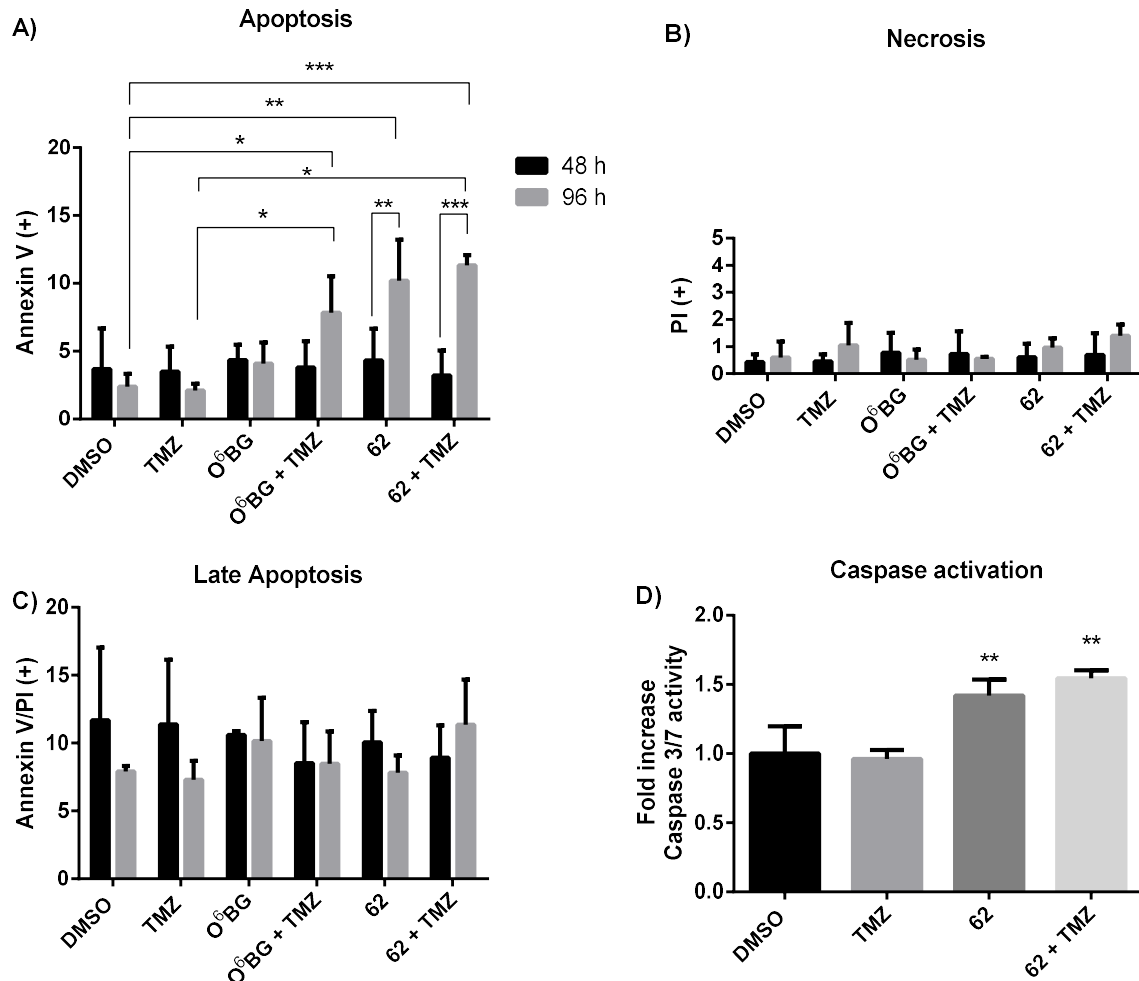 A)
Apoptosis
***
**
*
*
*
**
***
Annexin V (+)
20
15
10
5
0
DMSO
TMZ
O⁶BG
O⁶BG + TMZ
62
62 + TMZ
48 h
96 h
B)
Necrosis
PI (+)
5
4
3
2
1
0
DMSO
TMZ
O⁶BG
O⁶BG + TMZ
62
62 + TMZ
C)
Late Apoptosis
Annexin V/PI (+)
20
15
10
5
0
DMSO
TMZ
O⁶BG
O⁶BG + TMZ
62
62 + TMZ
D)
Caspase activation
Fold increase
Caspase 3/7 activity
2.0
1.5
1.0
0.5
0.0
**
**
DMSO
TMZ
62
62 + TMZ